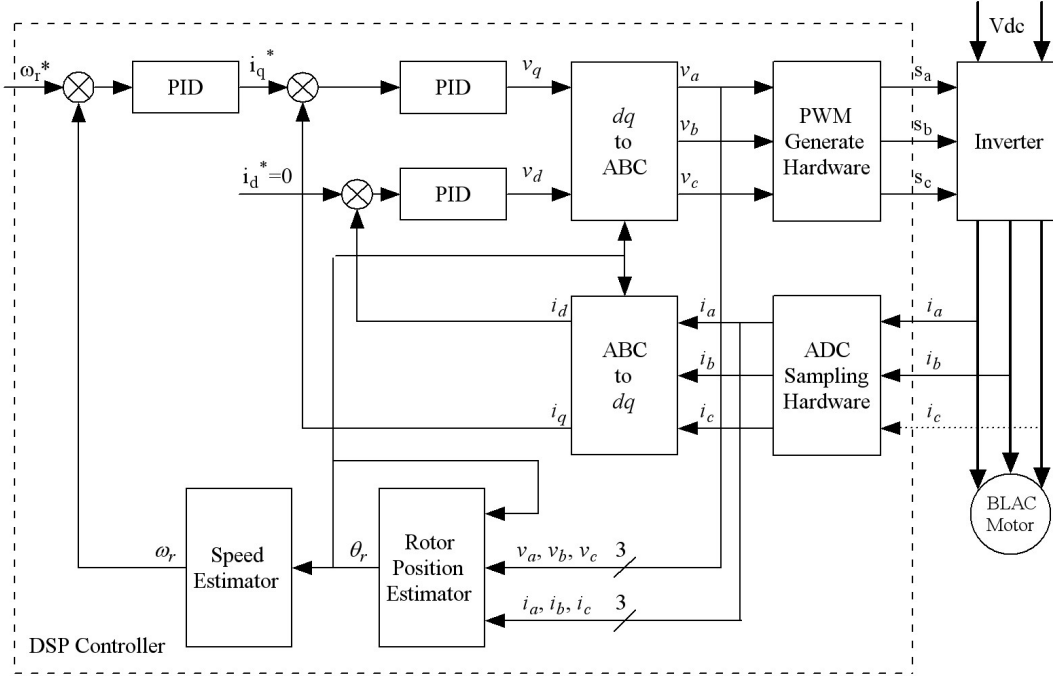 Vdc
ωr*
iq*
vq
va
sa
PID
PID
dq
to
ABC
PWM
Generate
Hardware
Inverter
vb
sb
id*=0
vd
vc
sc
PID
id
ia
ia
ABC
to
dq
ib
ADC
Sampling
Hardware
ib
iq
ic
ic
BLAC
Motor
ωr
Speed
Estimator
θr
Rotor
Position
Estimator
va, vb, vc 3
ia, ib, ic 3
DSP Controller